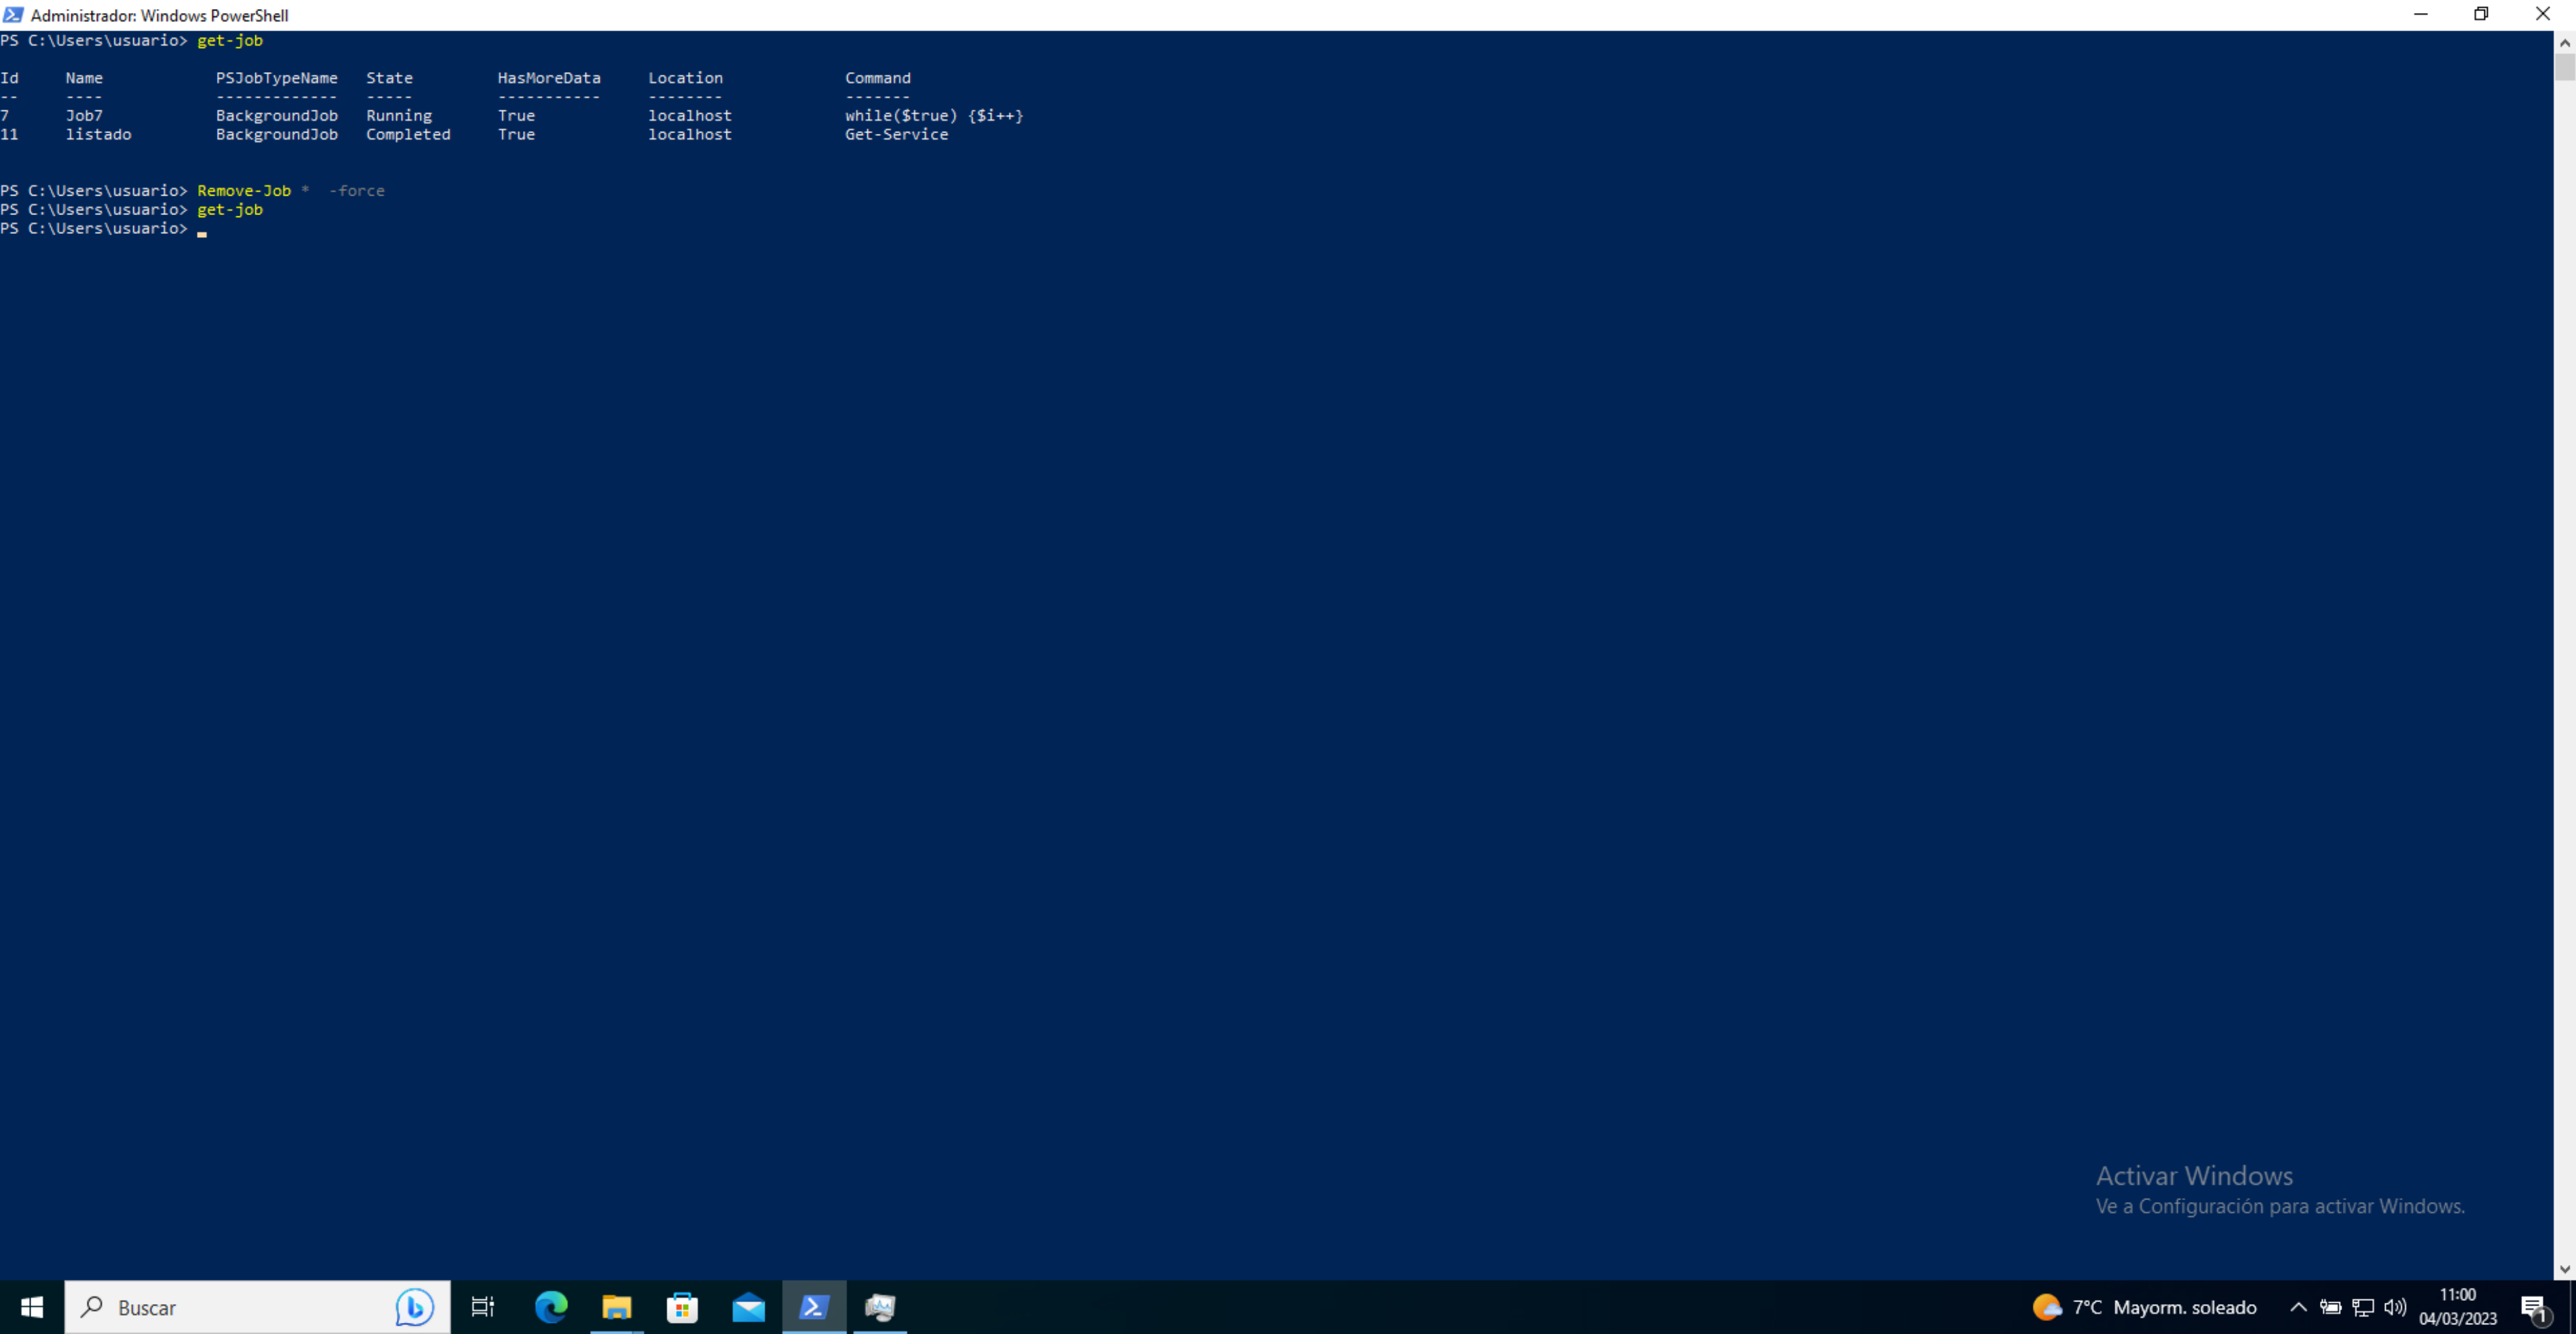 Administrador: Windows PowerShell
PS C:\Users\usuario> get-job
Id     Name            PSJobTypeName   State         HasMoreData     Location             Command
--     ----            -------------   -----         -----------     --------             -------
7      Job7            BackgroundJob   Running       True            localhost            while($true) {$i++}
11     listado         BackgroundJob   Completed     True            localhost            Get-Service
PS C:\Users\usuario> Remove-Job *  -force
PS C:\Users\usuario> get-job
PS C:\Users\usuario>
Activar Windows
Ve a Configuración para activar Windows.
Buscar
7°C Mayorm. soleado
11:00
04/03/2023
1